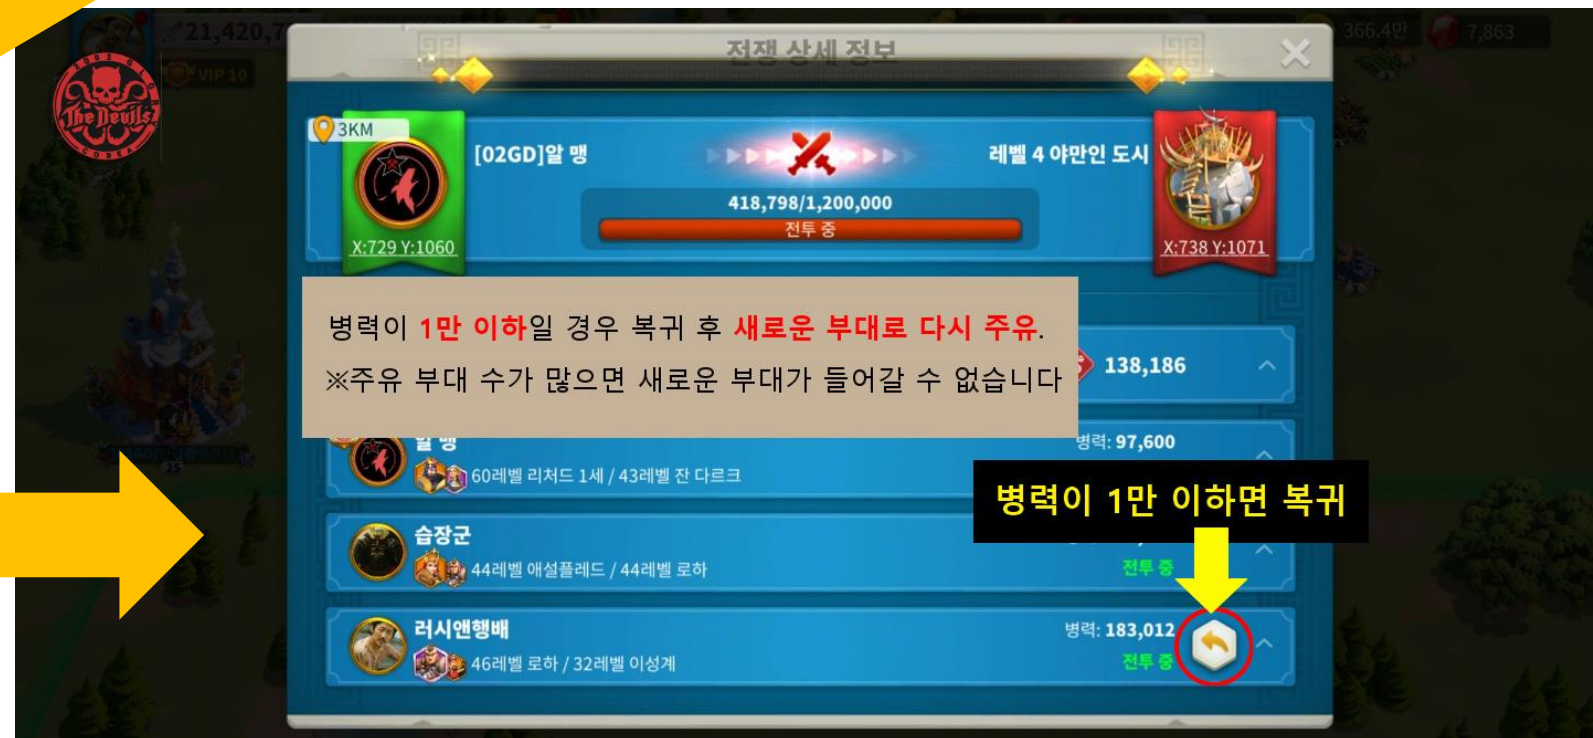 21,420,7
전쟁 상세 정보
366.4만
7,863
VIP 10
2002 GLGB
The Devils
COREA
3KM
[02GD]알 맹
레벨 4 야만인 도시
418,798/1,200,000
전투 중
X:729 Y:1060
X:738 Y:1071
병력이 1만 이하일 경우 복귀 후 새로운 부대로 다시 주유.
※주유 부대 수가 많으면 새로운 부대가 들어갈 수 없습니다
138,186
알 맹
병력: 97,600
60레벨 리처드 1세 / 43레벨 잔 다르크
25
병력이 1만 이하면 복귀
습장군
44레벨 애설플레드 / 44레벨 로하
전투 중
러시앤행배
병력: 183,012
46레벨 로하 / 32레벨 이성계
전투 중